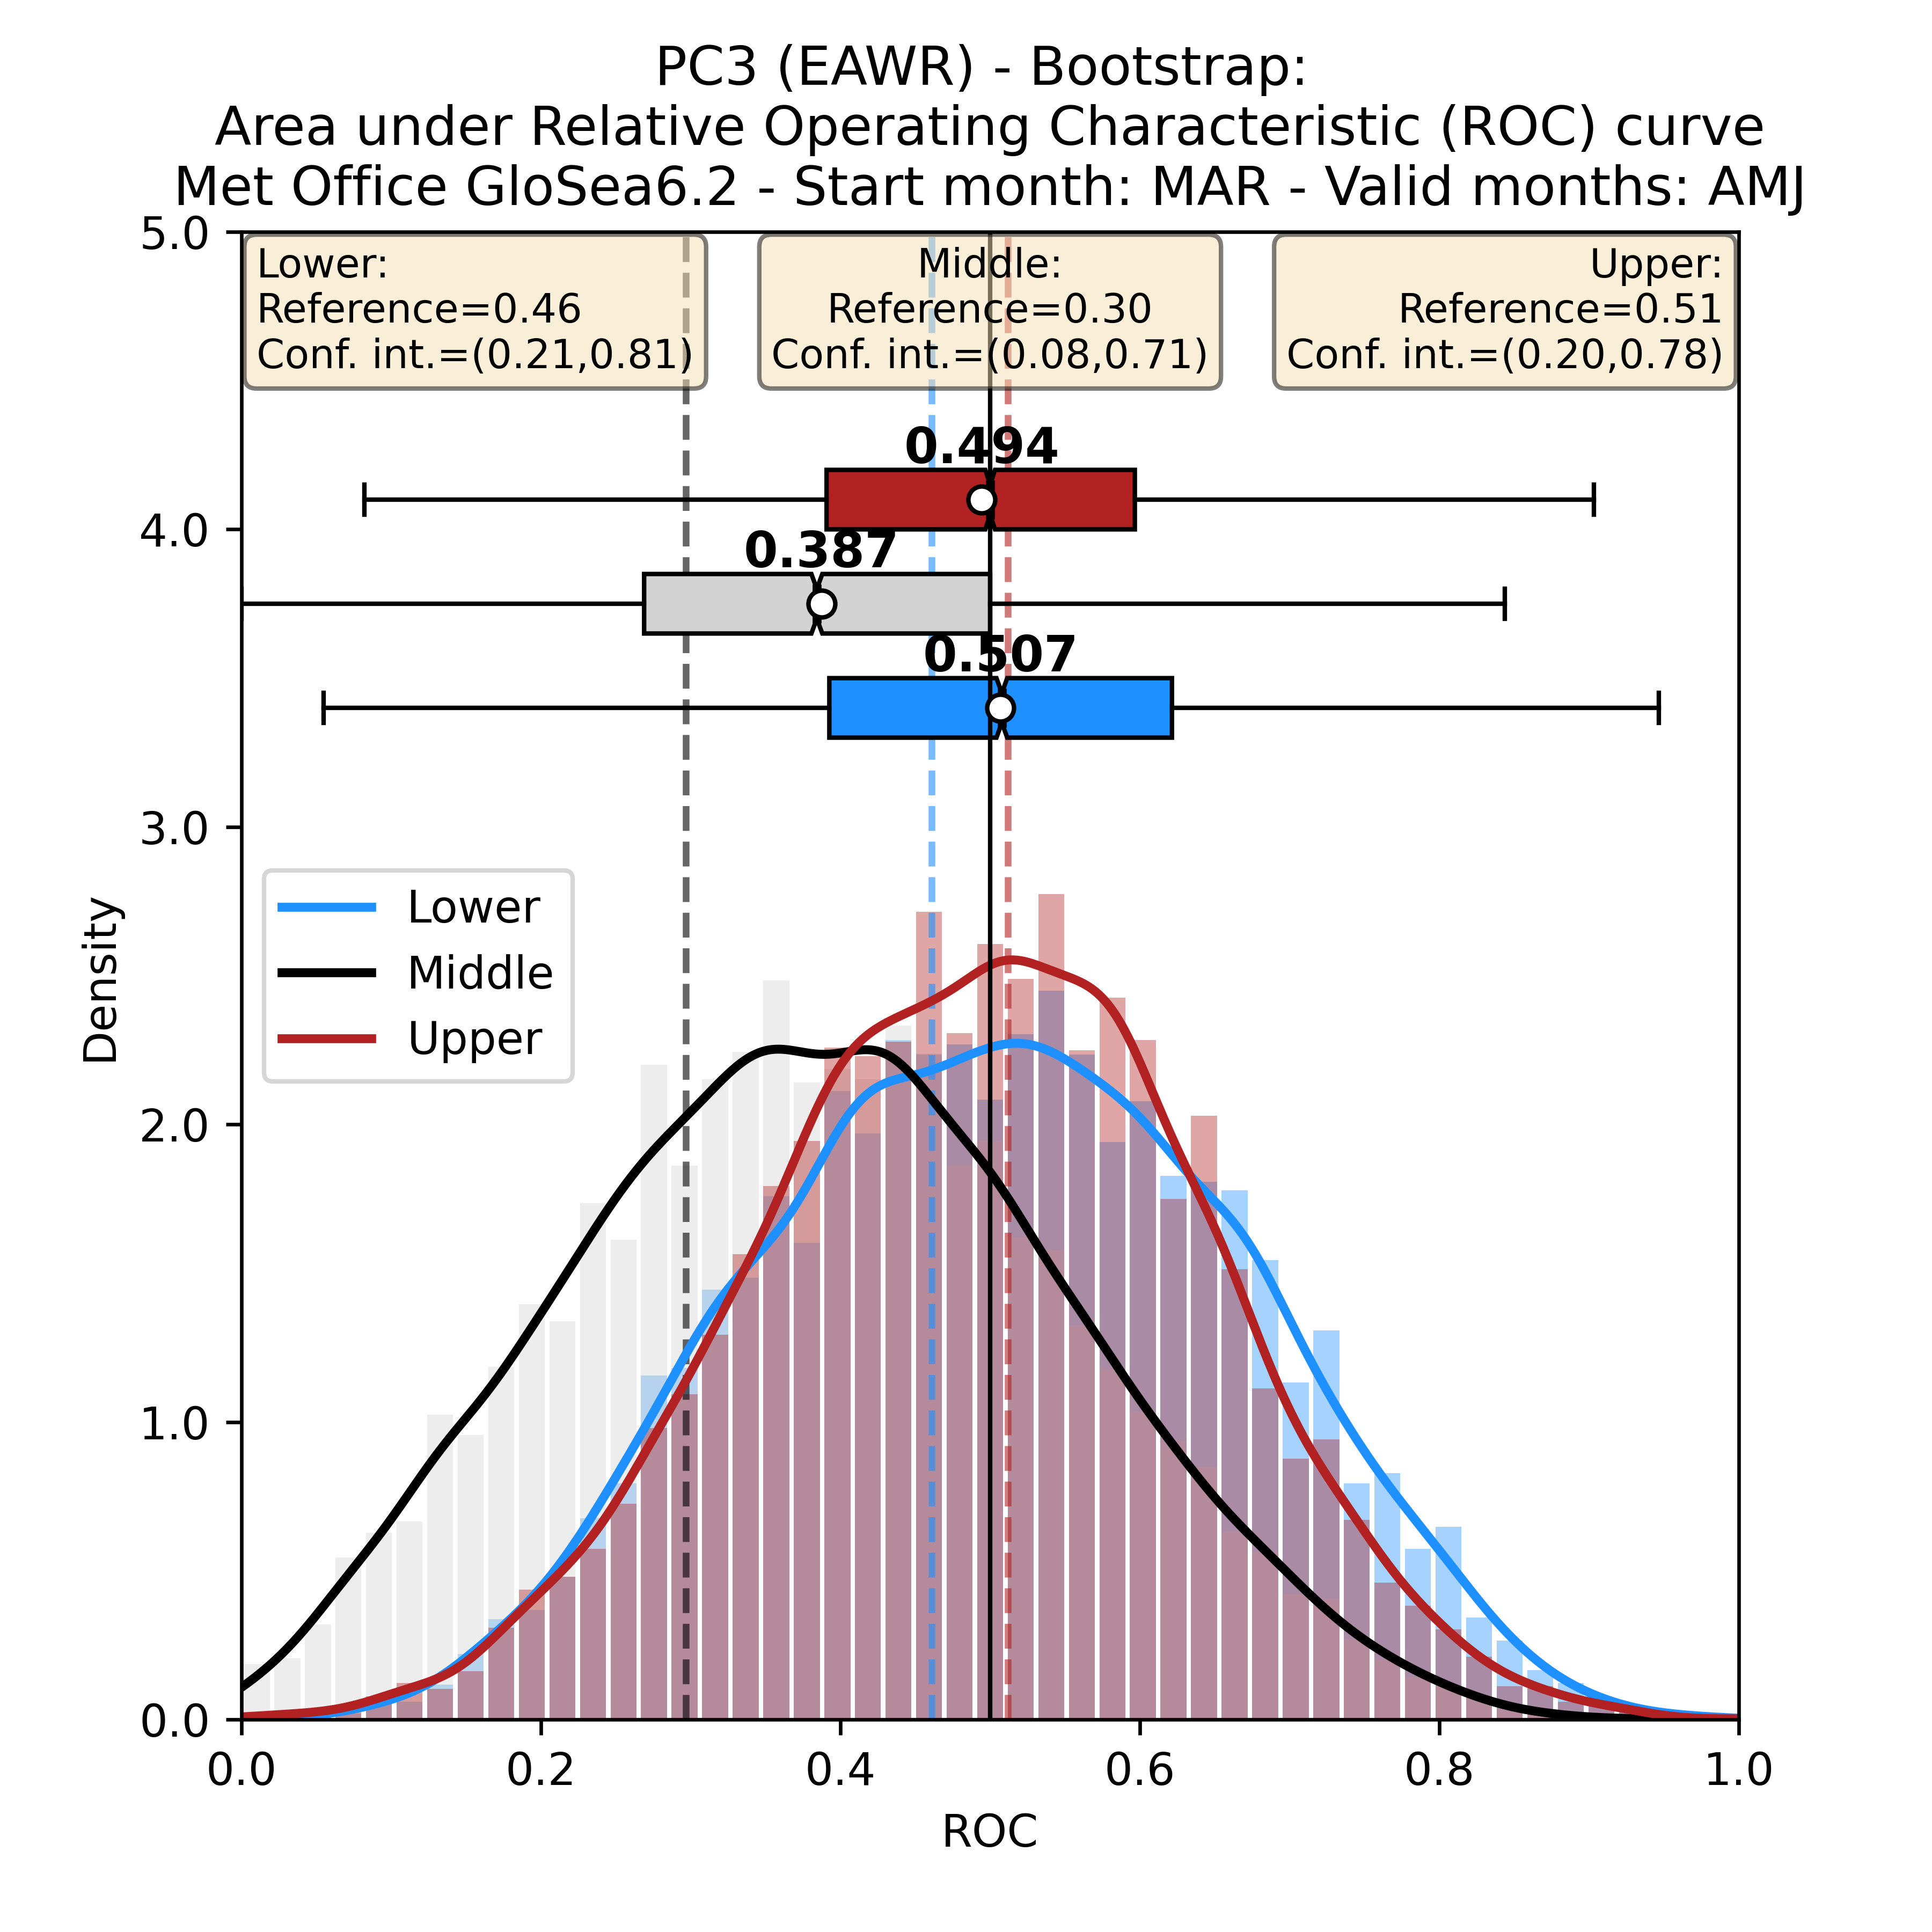 PC3 (EAWR) - Bootstrap:
Area under Relative Operating Characteristic (ROC) curve
Met Office GloSea6.2 - Start month: MAR - Valid months: AMJ
Lower:
Reference=0.46
Conf. int.=(0.21,0.81)
Middle:
Reference=0.30
Conf. int.=(0.08,0.71)
Upper:
Reference=0.51
Conf. int.=(0.20,0.78)
0.494
0.387
0.507
5.0
4.0
3.0
2.0
1.0
0.0
Density
Lower
Middle
Upper
0.0
0.2
0.4
0.6
0.8
1.0
ROC